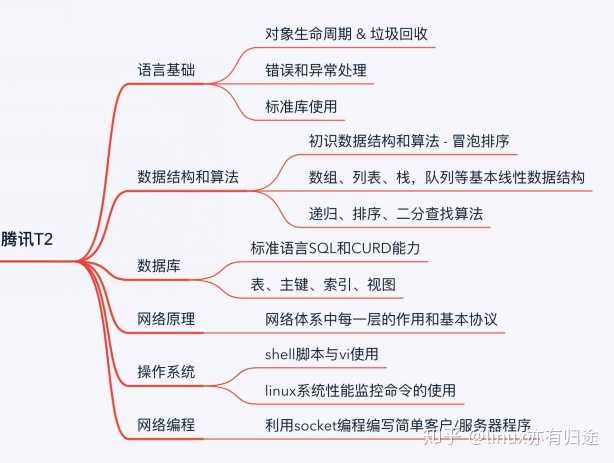 对象生命周期 & 垃圾回收
语言基础
错误和异常处理
标准库使用
初识数据结构和算法 - 冒泡排序
数据结构和算法
数组、列表、栈，队列等基本线性数据结构
递归、排序、二分查找算法
腾讯T2
标准语言SQL和CURD能力
数据库
表、主键、索引、视图
网络原理
网络体系中每一层的作用和基本协议
shell脚本与vi使用
操作系统
linux系统性能监控命令的使用
网络编程
利用socket编程编写简单客户/服务器程序
知乎 @linux亦有归途